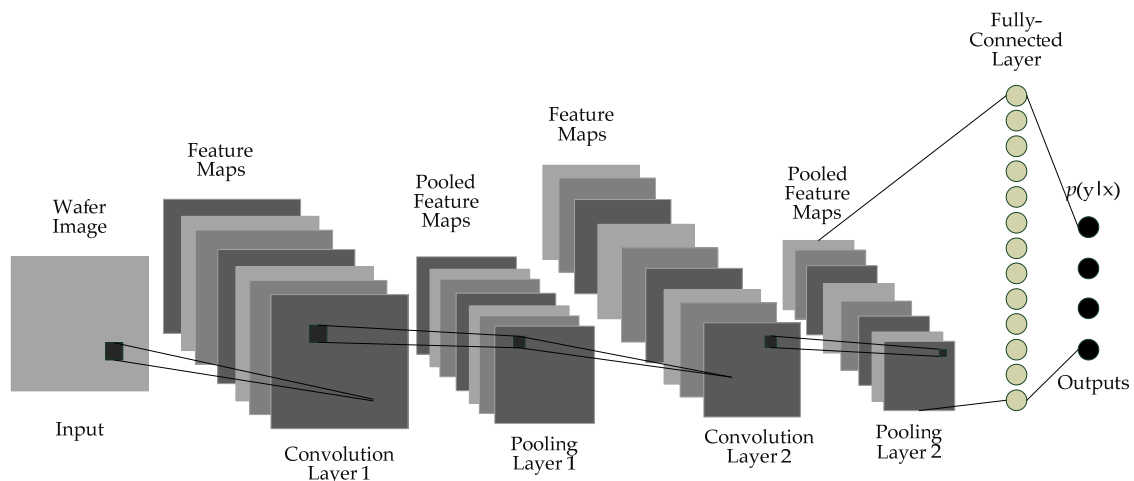 Wafer
Image
Input
Feature
Maps
Convolution
Layer 1
Pooled
Feature
Maps
Pooling
Layer 1
Feature
Maps
Convolution
Layer 2
Pooled
Feature
Maps
Pooling
Layer 2
Fully–
Connected
Layer
p(y|x)
Outputs